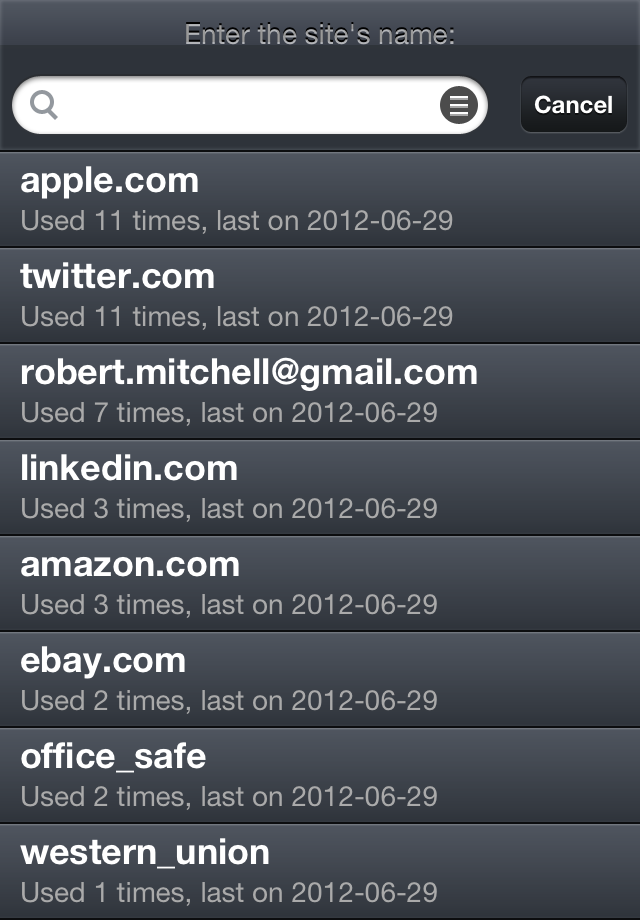 Enter the site's name:
Cancel
apple.com
Used 11 times, last on 2012-06-29
twitter.com
Used 11 times, last on 2012-06-29
robert.mitchell@gmail.com
Used 7 times, last on 2012-06-29
linkedin.com
Used 3 times, last on 2012-06-29
amazon.com
Used 3 times, last on 2012-06-29
ebay.com
Used 2 times, last on 2012-06-29
office_safe
Used 2 times, last on 2012-06-29
western_union
Used 1 times, last on 2012-06-29